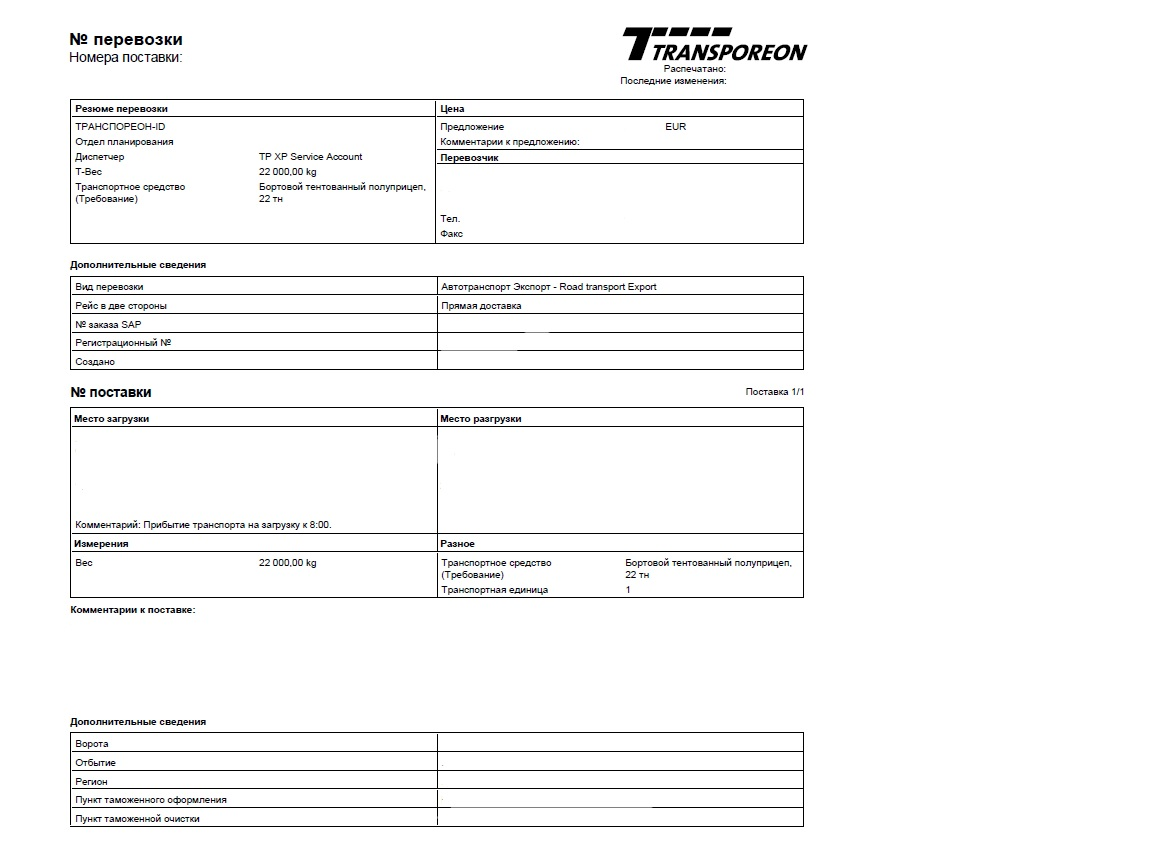 № перевозки
Номера поставки:
TRANSPOREON
Распечатано:
Последние изменения:
Резюме перевозки
Цена
ТРАНСПОРЕОН-ID
Предложение EUR
Отдел планирования
Комментарии к предложению:
Диспетчер TP XP Service Account
Перевозчик
Т-Вес 22 000,00 kg
Транспортное средство Бортовой тентованный полуприцеп,
(Требование) 22 тн
Тел.
Факс
Дополнительные сведения
Вид перевозки Автотранспорт Экспорт - Road transport Export
Рейс в две стороны Прямая доставка
№ заказа SAP
Регистрационный №
Создано
№ поставки
Поставка 1/1
Место загрузки
Место разгрузки
Комментарий: Прибытие транспорта на загрузку к 8:00.
Измерения
Разное
Вес 22 000,00 kg
Транспортное средство Бортовой тентованный полуприцеп,
(Требование) 22 тн
Транспортная единица 1
Комментарии к поставке:
Дополнительные сведения
Ворота
Отбытие
Регион
Пункт таможенного оформления
Пункт таможенной очистки